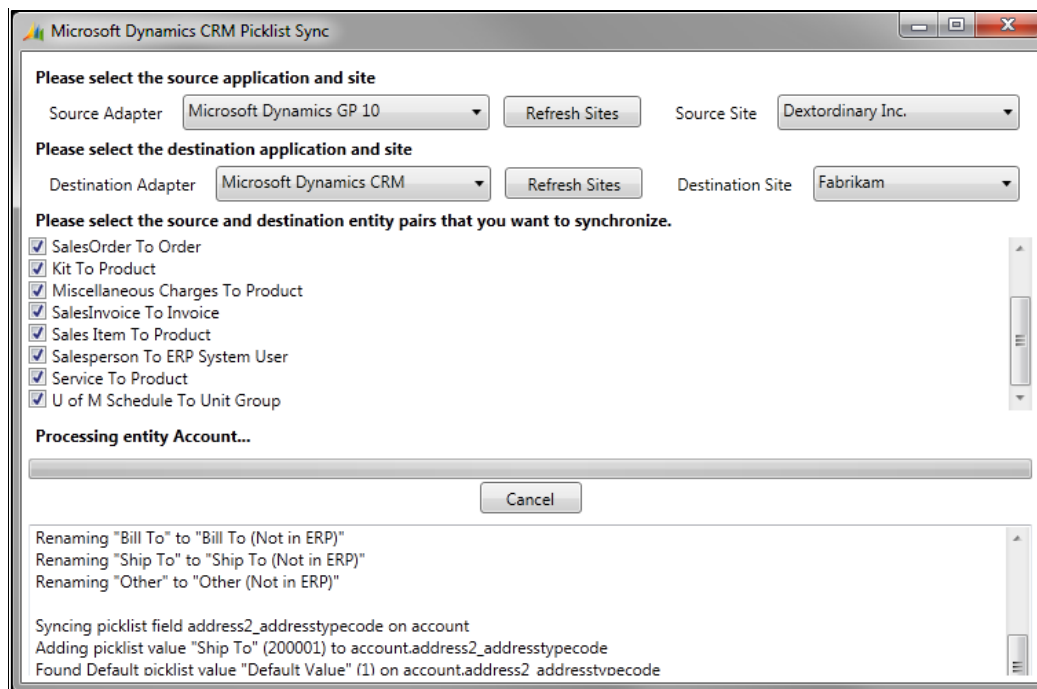 Microsoft Dynamics CRM Picklist Sync
Please select the source application and site
Source Adapter Microsoft Dynamics GP 10 Refresh Sites Source Site Dextordinary Inc.
Please select the destination application and site
Destination Adapter Microsoft Dynamics CRM Refresh Sites Destination Site Fabrikam
Please select the source and destination entity pairs that you want to synchronize.
SalesOrder To Order
Kit To Product
Miscellaneous Charges To Product
SalesInvoice To Invoice
Sales Item To Product
Salesperson To ERP System User
Service To Product
U of M Schedule To Unit Group
Processing entity Account...
Cancel
Renaming "Bill To" to "Bill To (Not in ERP)"
Renaming "Ship To" to "Ship To (Not in ERP)"
Renaming "Other" to "Other (Not in ERP)"
Syncing picklist field address2_addresstypecode on account
Adding picklist value "Ship To" (200001) to account.address2_addresstypecode
Found Default picklist value "Default Value" (1) on account.address2_addresstypecode